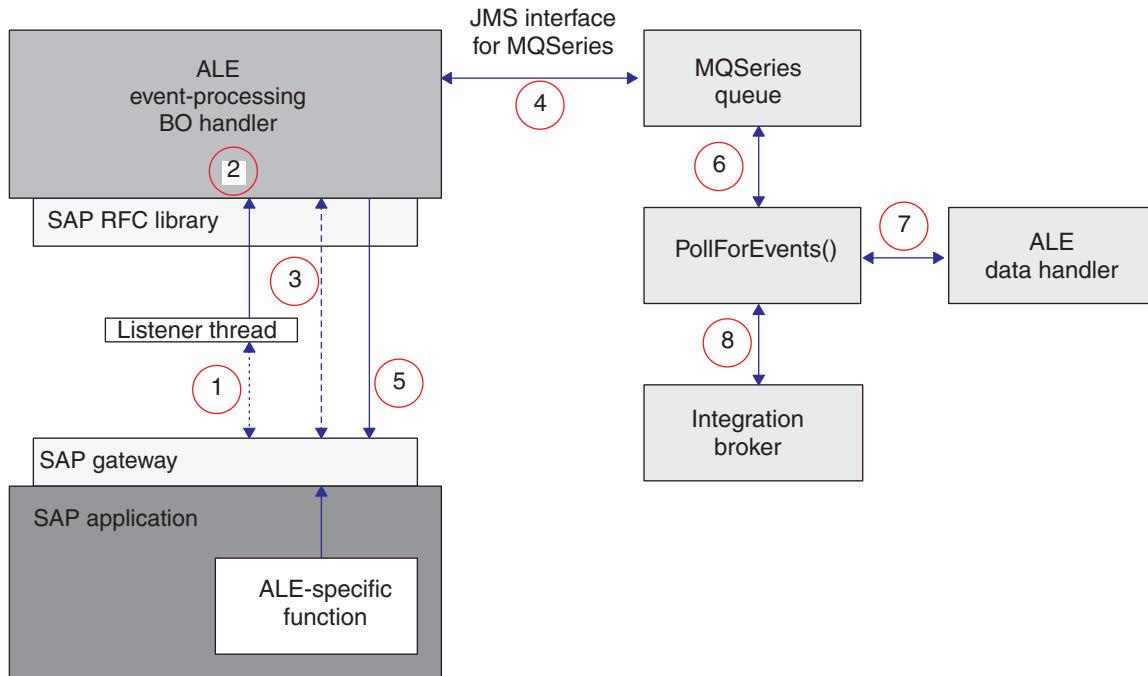 JMS interface
for MQSeries
ALE
event-processing
BO handler
2
4
MQSeries
queue
6
SAP RFC library
3
PollForEvents()
7
ALE
data handler
Listener thread
8
1
5
Integration
broker
SAP gateway
SAP application
ALE-specific
function